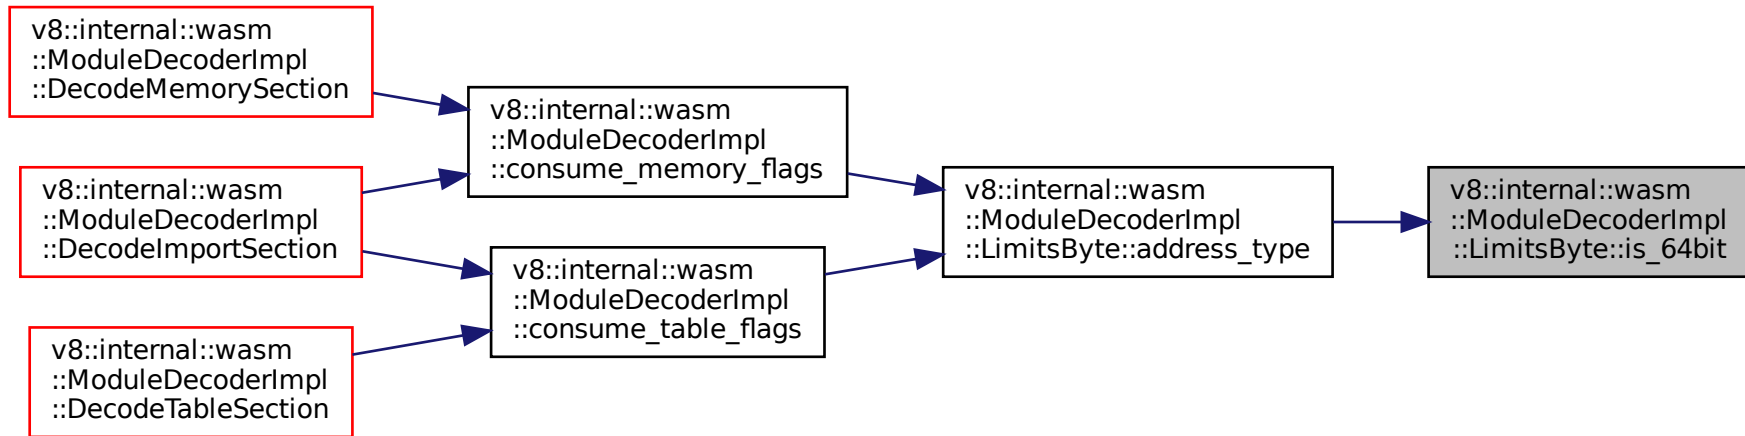 v8::internal::wasm
::ModuleDecoderImpl
::DecodeMemorySection
v8::internal::wasm
::ModuleDecoderImpl
::DecodeImportSection
v8::internal::wasm
::ModuleDecoderImpl
::DecodeTableSection
v8::internal::wasm
::ModuleDecoderImpl
::consume_memory_flags
v8::internal::wasm
::ModuleDecoderImpl
::consume_table_flags
v8::internal::wasm
::ModuleDecoderImpl
::LimitsByte::address_type
v8::internal::wasm
::ModuleDecoderImpl
::LimitsByte::is_64bit